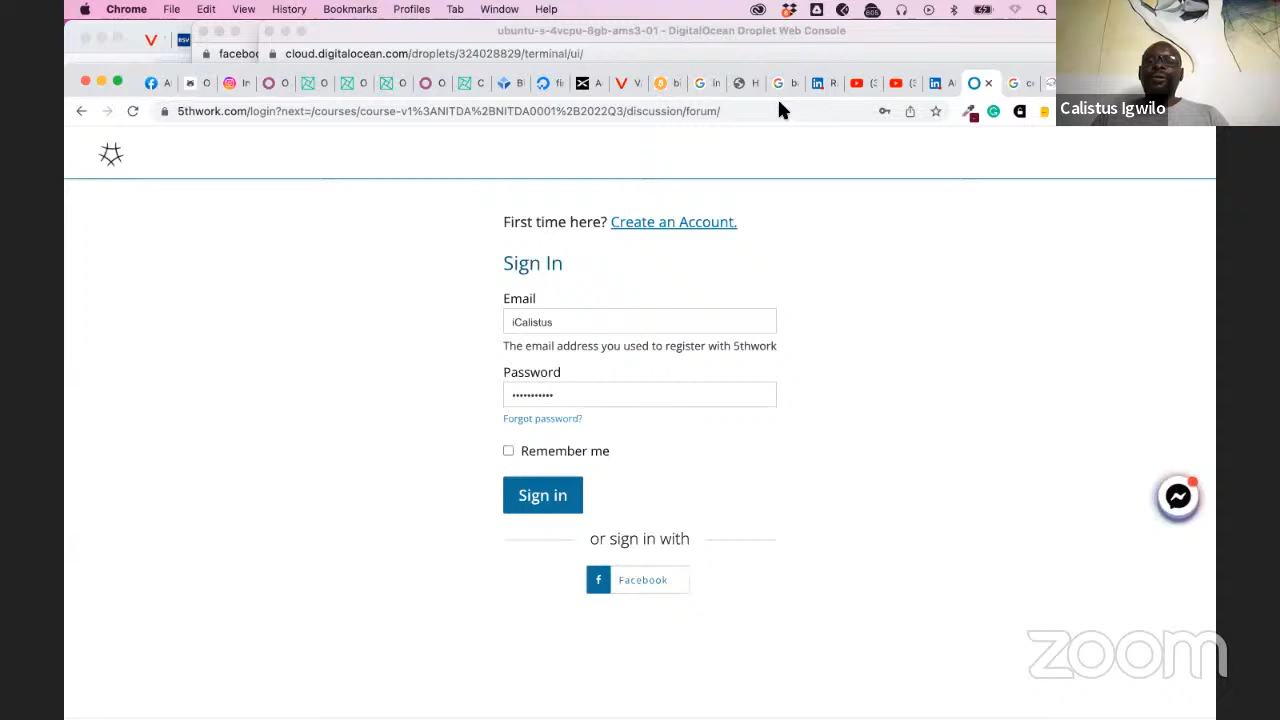 Chrome File Edit View History Bookmarks Profiles Tab Window Help
ubuntu-s-4vcpu-8gb-ams3-01 - DigitalOcean Droplet Web Console
faceboo cloud.digitalocean.com/droplets/324028829/terminal/ui/
5thwork.com/login?next=/courses/course-v1%3ANITDA%2BNITDA0001%2B2022Q3/discussion/forum/
Calistus Igwilo
First time here? Create an Account.
Sign In
Email
iCalistus
The email address you used to register with 5thwork
Password
•••••••••••
Forgot password?
Remember me
Sign in
or sign in with
f Facebook
zoom